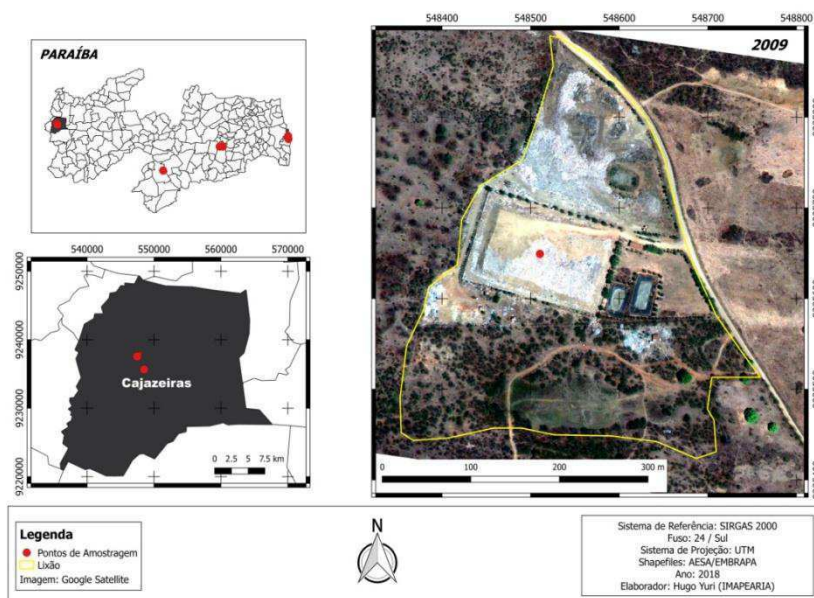 PARAÍBA
540000 550000 560000 570000
9250000
9240000
9230000
9220000
Cajazeiras
0 2.5 5 7.5 km
548400 548500 548600 548700 548800
2009
0 100 200 300 m
Legenda
Pontos de Amostragem
Lixão
Imagem: Google Satellite
N
Sistema de Referência: SIRGAS 2000
Fuso: 24 / Sul
Sistema de Projeção: UTM
Shapefiles: AESA/EMBRAPA
Ano: 2018
Elaborador: Hugo Yuri (IMAPEARIA)